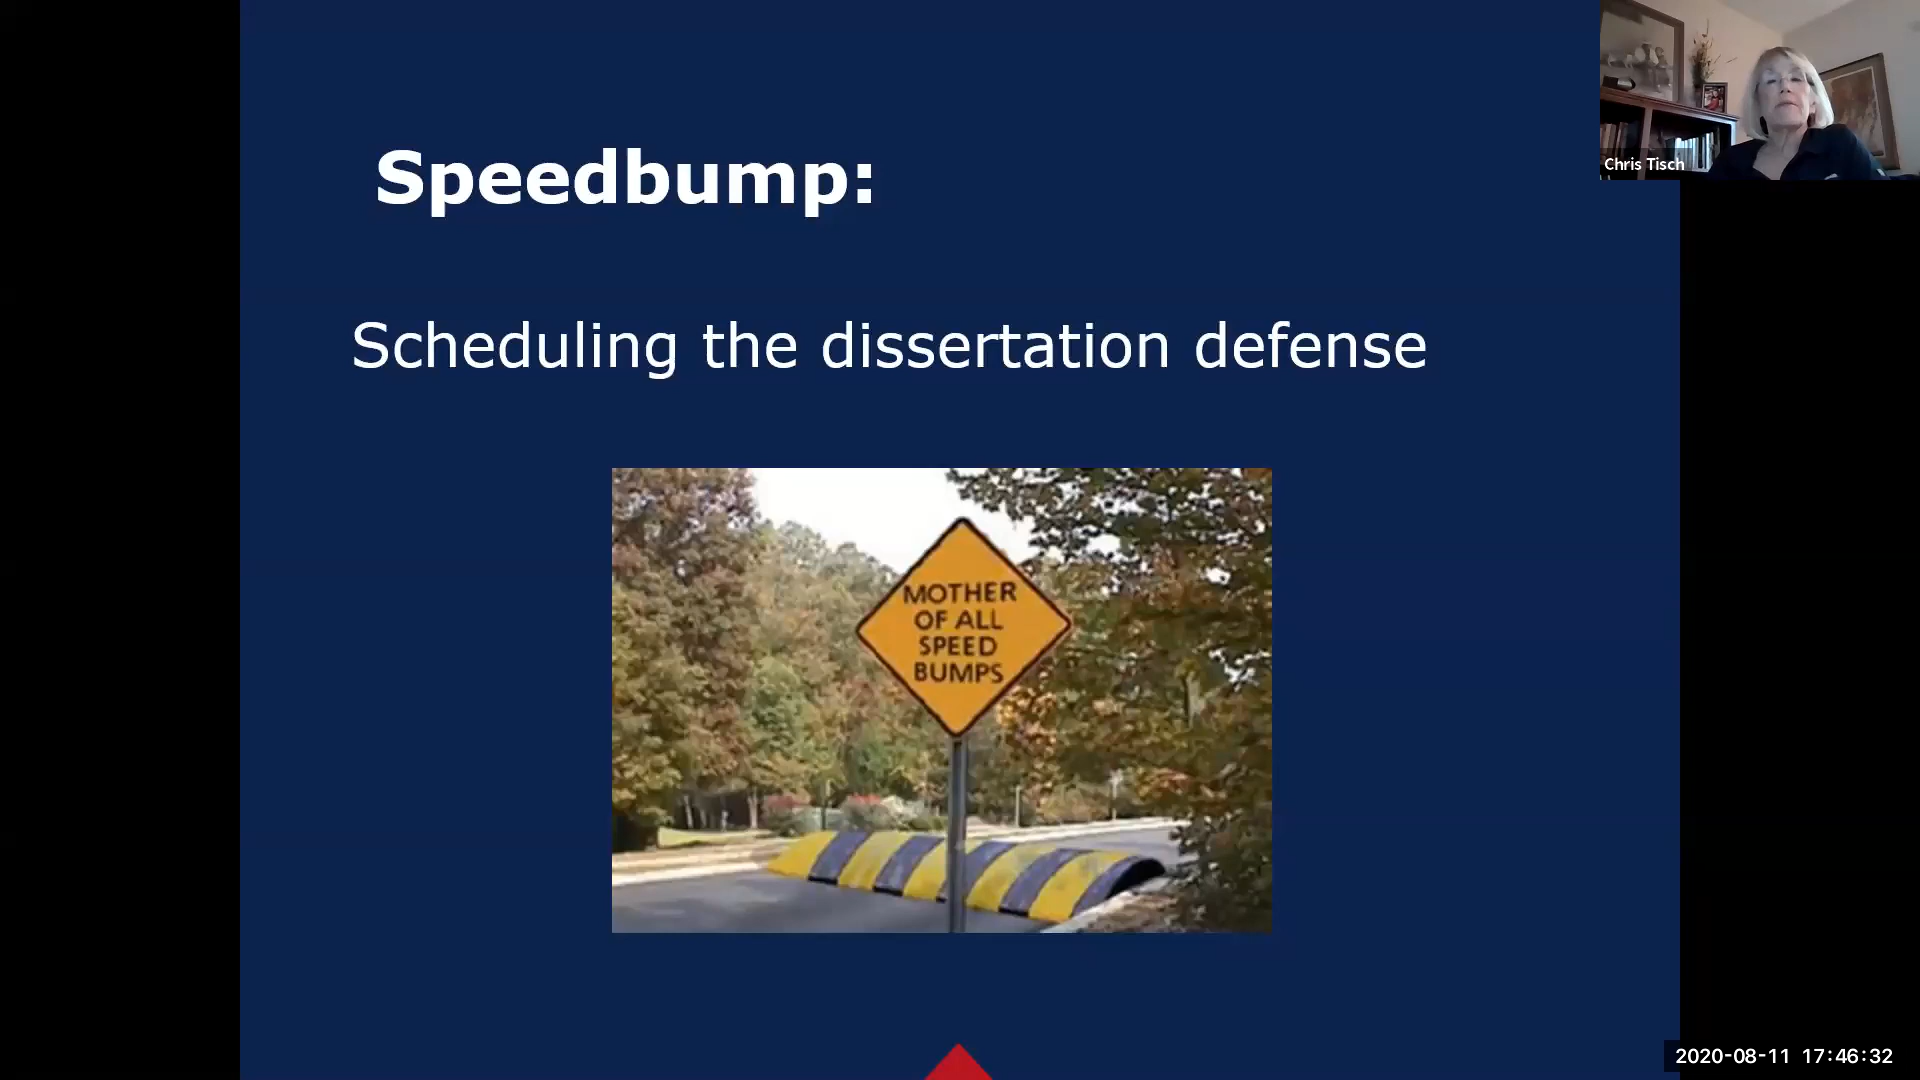 Speedbump:
Chris Tisch
Scheduling the dissertation defense
MOTHER
OF ALL
SPEED
BUMPS
2020-08-11 17:46:32